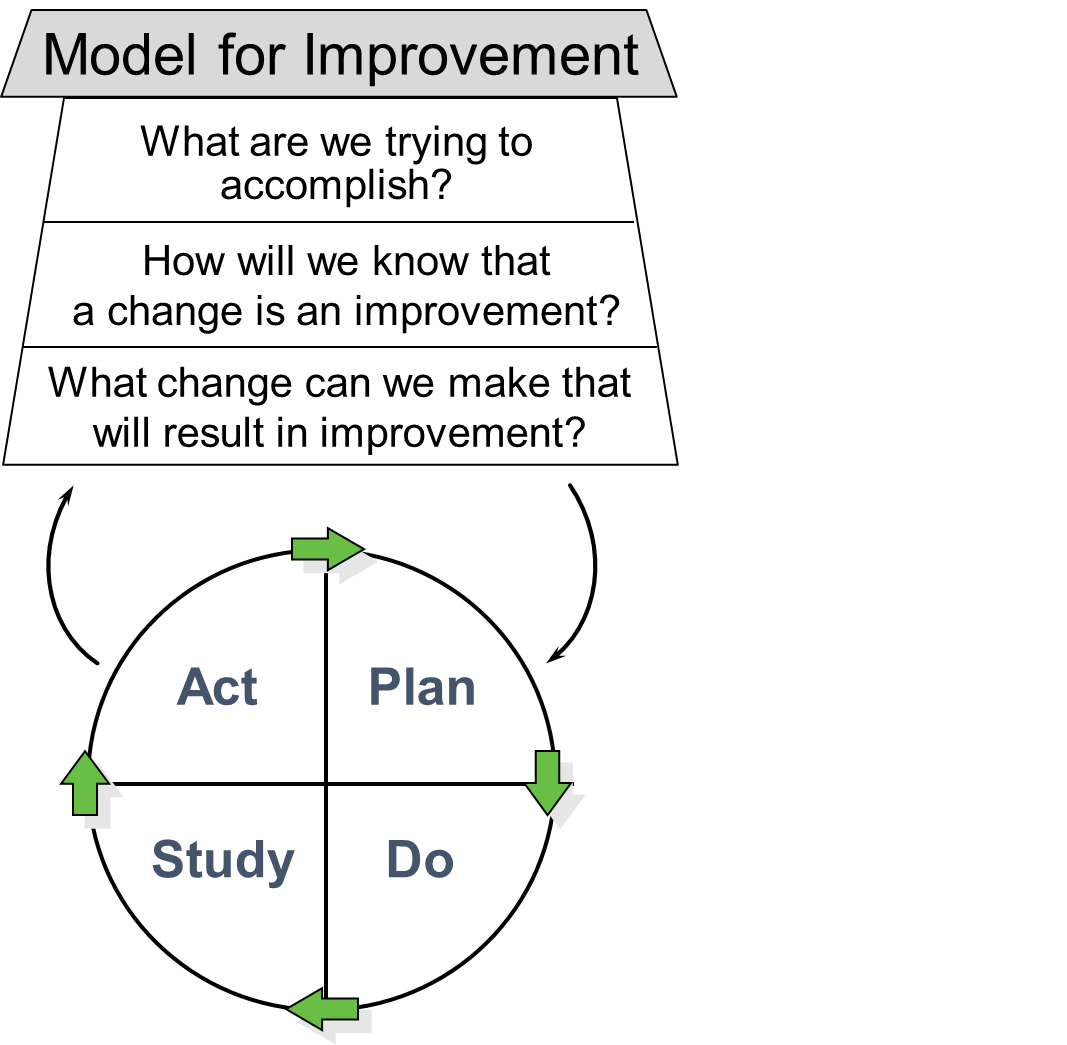 Model for Improvement
What are we trying to
accomplish?
How will we know that
a change is an improvement?
What change can we make that
will result in improvement?
Act
Plan
Study
Do